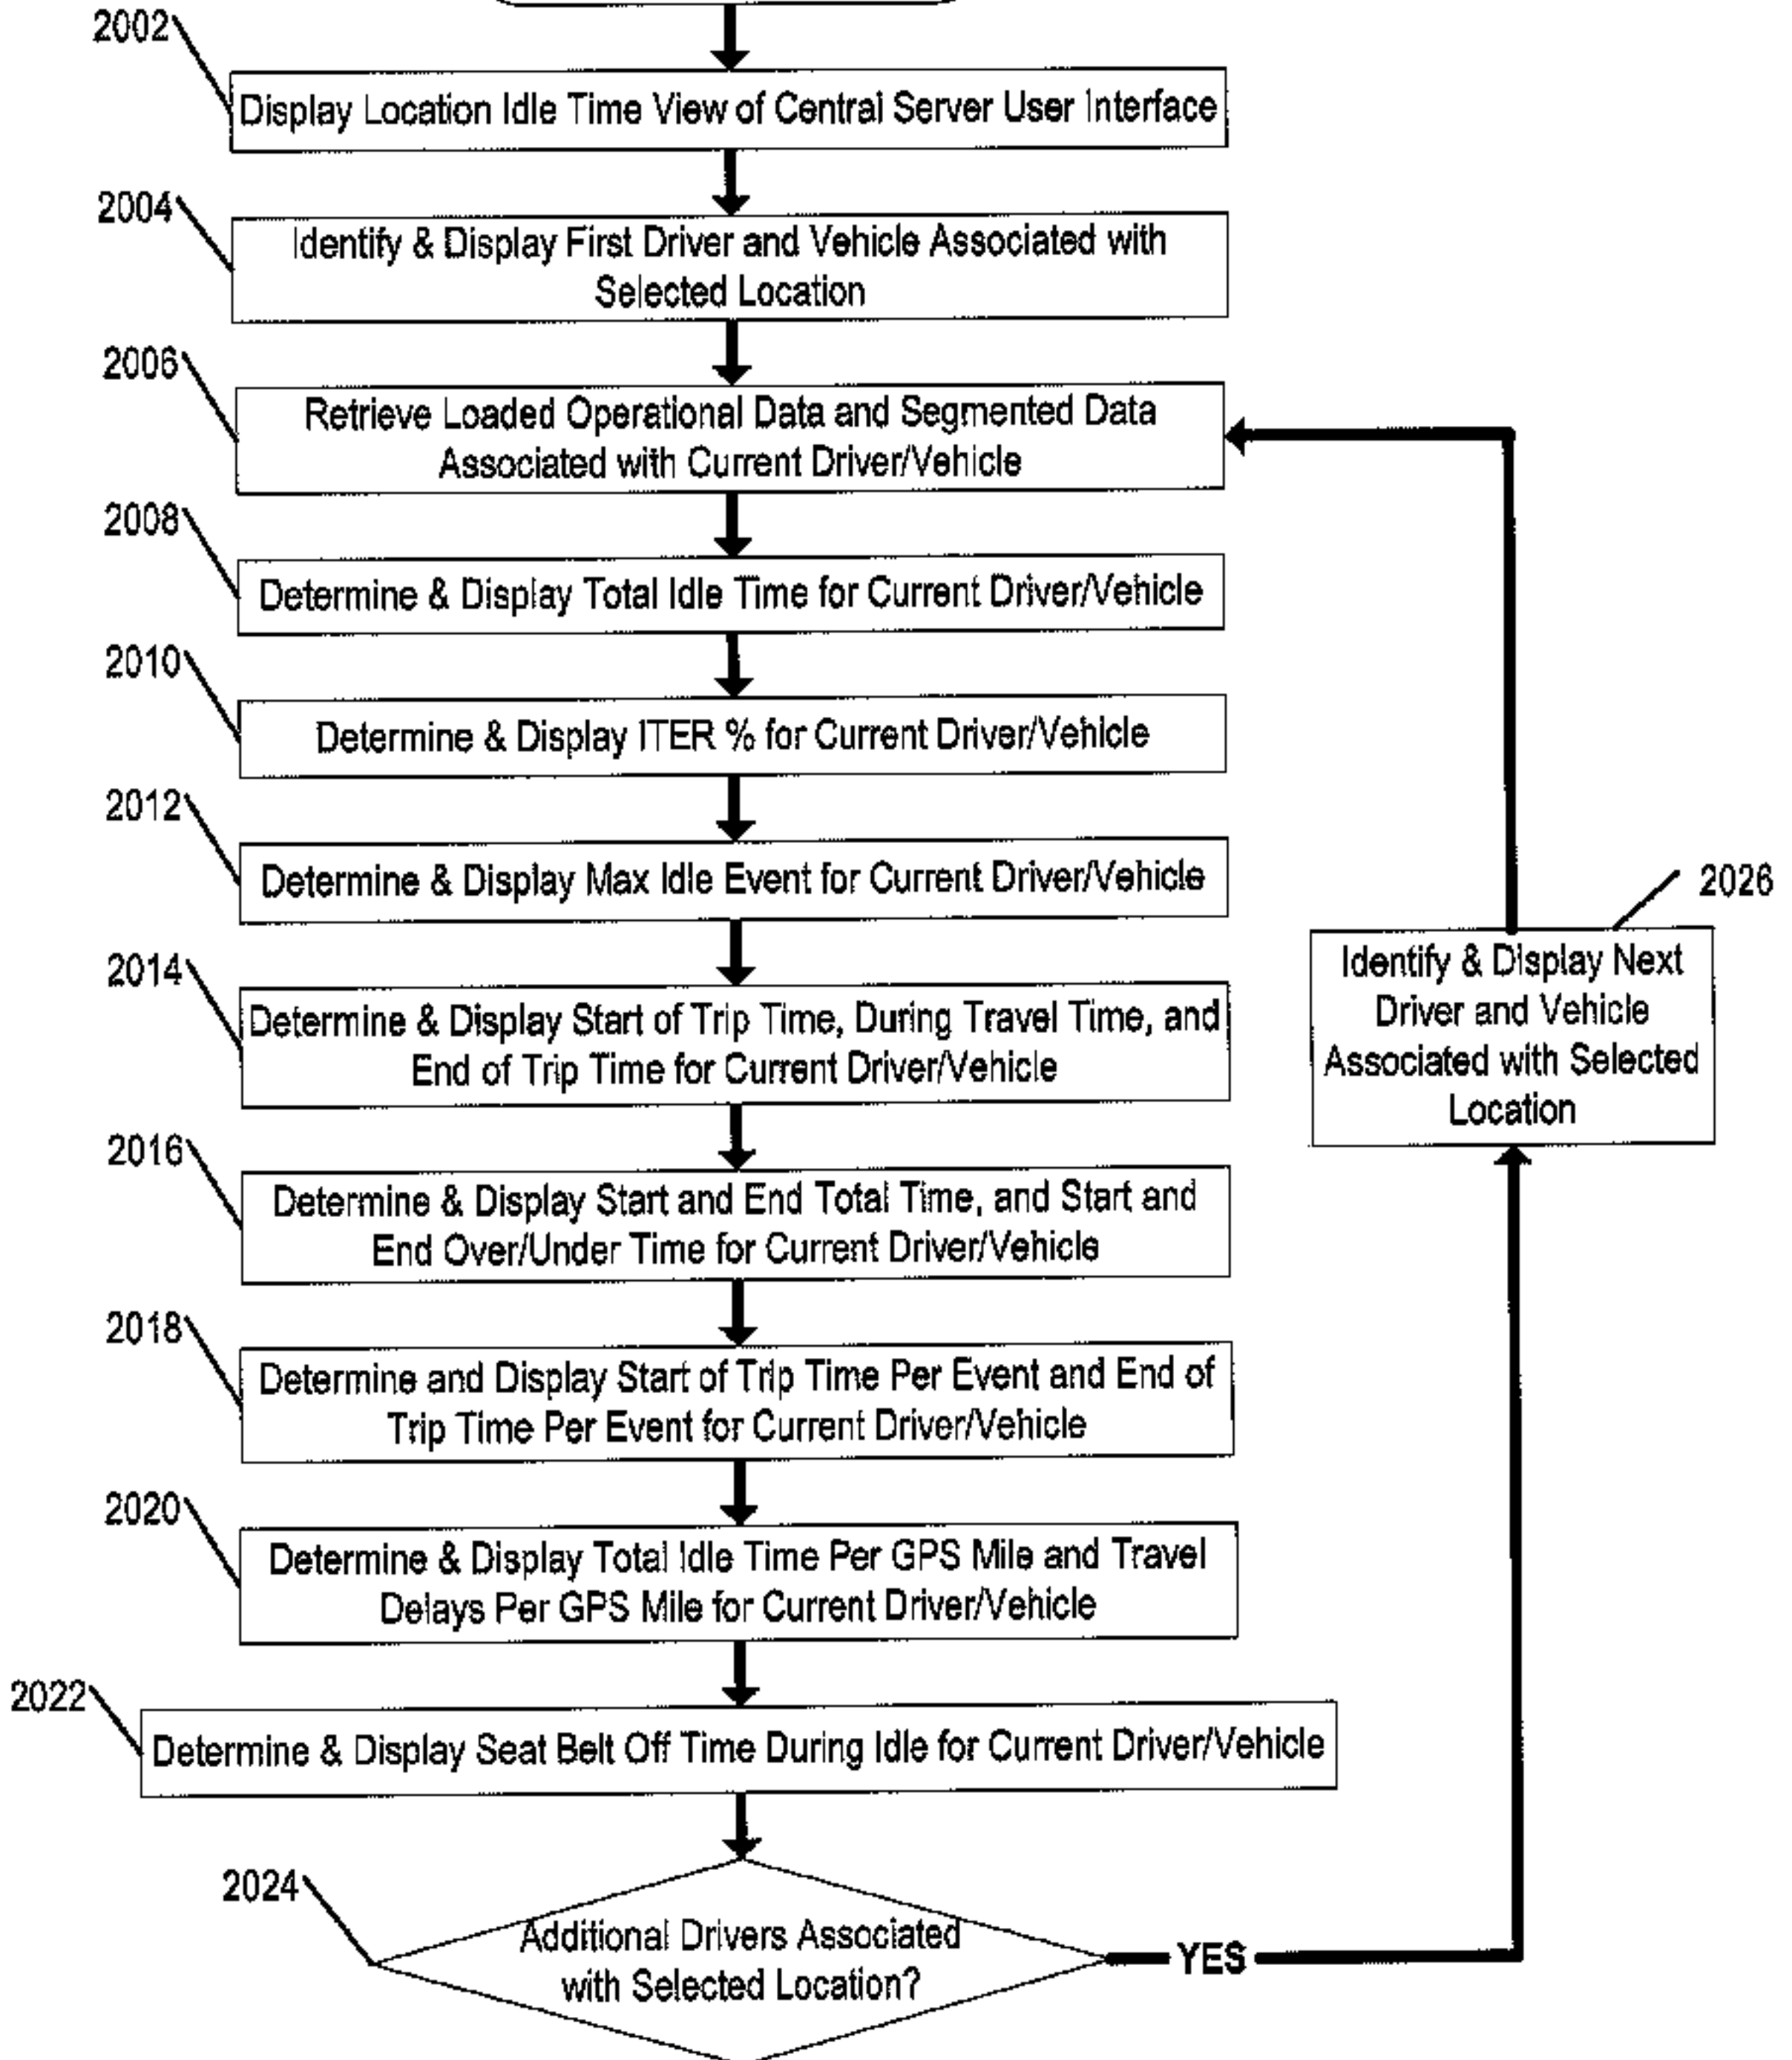 2002
Display Location Idle Time View of Central Server User Interface
2004
Identify & Display First Driver and Vehicle Associated with
Selected Location
2006
Retrieve Loaded Operational Data and Segmented Data
Associated with Current Driver/Vehicle
2008
Determine & Display Total Idle Time for Current Driver/Vehicle
2010
Determine & Display ITER % for Current Driver/Vehicle
2012
Determine & Display Max Idle Event for Current Driver/Vehicle
2014
Determine & Display Start of Trip Time, During Travel Time, and
End of Trip Time for Current Driver/Vehicle
2016
Determine & Display Start and End Total Time, and Start and
End Over/Under Time for Current Driver/Vehicle
2018
Determine and Display Start of Trip Time Per Event and End of
Trip Time Per Event for Current Driver/Vehicle
2020
Determine & Display Total Idle Time Per GPS Mile and Travel
Delays Per GPS Mile for Current Driver/Vehicle
2022
Determine & Display Seat Belt Off Time During Idle for Current Driver/Vehicle
2024
Additional Drivers Associated
with Selected Location?
YES
2026
Identify & Display Next
Driver and Vehicle
Associated with Selected
Location